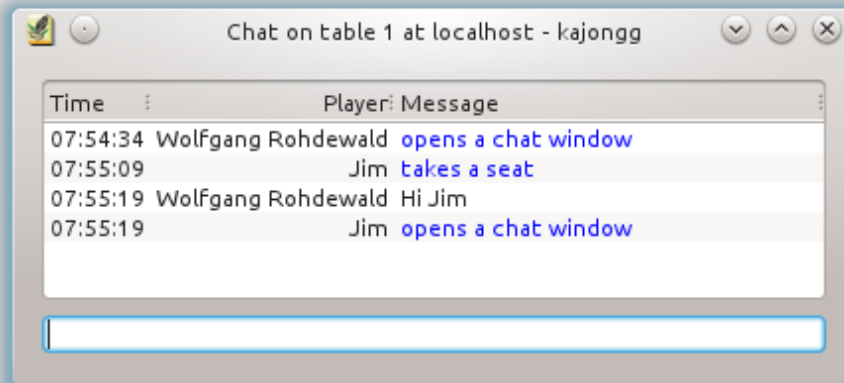 Chat on table 1 at localhost - kajongg
Time Player Message
07:54:34 Wolfgang Rohdewald opens a chat window
07:55:09 Jim takes a seat
07:55:19 Wolfgang Rohdewald Hi Jim
07:55:19 Jim opens a chat window